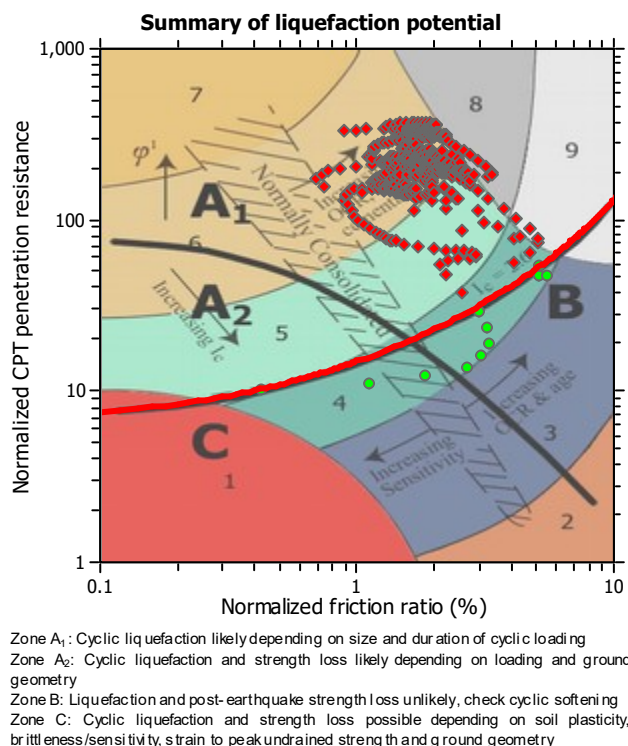 Summary of liquefaction potential
1,000
100
10
1
Normalized CPT penetration resistance
7
8
9
φ'
A1
Normally Consolidated
6
A2
Increasing Ic
5
B
4
C
1
Increasing
Sensitivity
Increasing
OCR & age
3
2
0.1
1
10
Normalized friction ratio (%)
Zone A1: Cyclic liquefaction likely depending on size and duration of cyclic loading
Zone A2: Cyclic liquefaction and strength loss likely depending on loading and ground
geometry
Zone B: Liquefaction and post-earthquake strength loss unlikely, check cyclic softening
Zone C: Cyclic liquefaction and strength loss possible depending on soil plasticity,
brittleness/sensitivity, strain to peak undrained strength and ground geometry